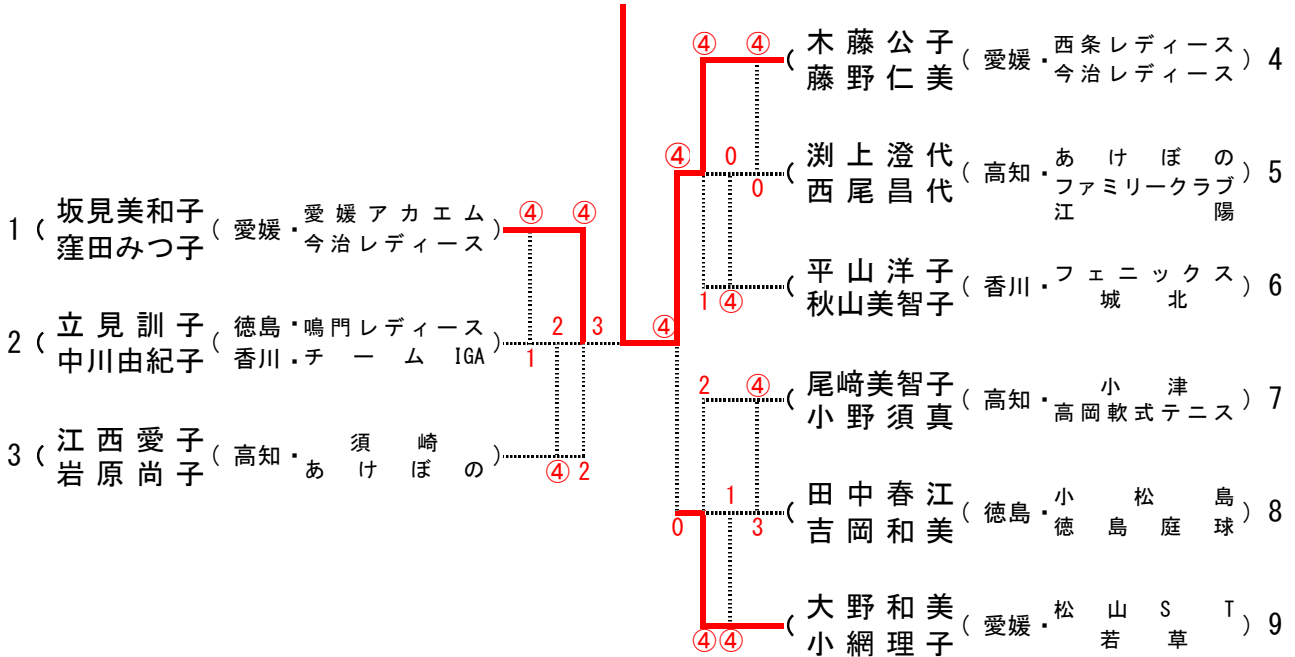 1 ( 坂見美和子 ( 愛媛・愛媛アカエム )
窪田みつ子 今治レディース
2 ( 立見訓子 ( 徳島・鳴門レディース )
中川由紀子 香川・チームIGA
3 ( 江西愛子 ( 高知・須崎 )
岩原尚子 あけぼの
④ ④
1
2 3
④ 2
④
( 木藤公子 ( 愛媛・西条レディース ) 4
藤野仁美 今治レディース
( 渕上澄代 ( 高知・あけぼの ) 5
西尾昌代 ファミリークラブ
江陽
( 平山洋子 ( 香川・フェニックス ) 6
秋山美智子 城北
( 尾﨑美智子 ( 高知・小津 ) 7
小野須真 高岡軟式テニス
( 田中春江 ( 徳島・小松島 ) 8
吉岡和美 徳島庭球
( 大野和美 ( 愛媛・松山ST ) 9
小網理子 若草
④ ④
④ 0
0
1 ④
2 ④
1
0 3
④④